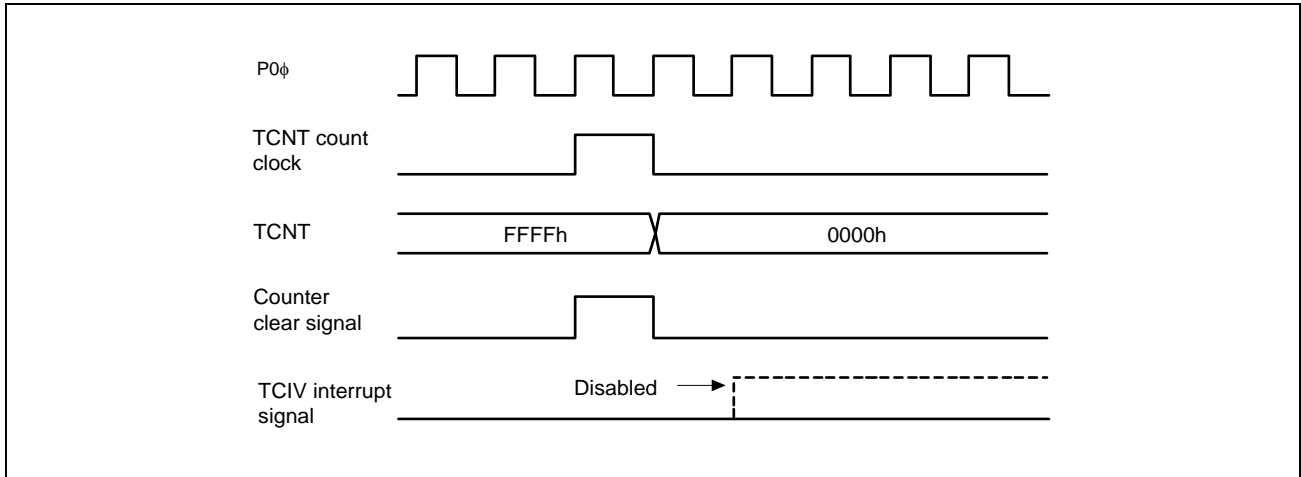 P0ϕ
TCNT count
clock
TCNT
FFFFh
0000h
Counter
clear signal
TCIV interrupt
signal
Disabled